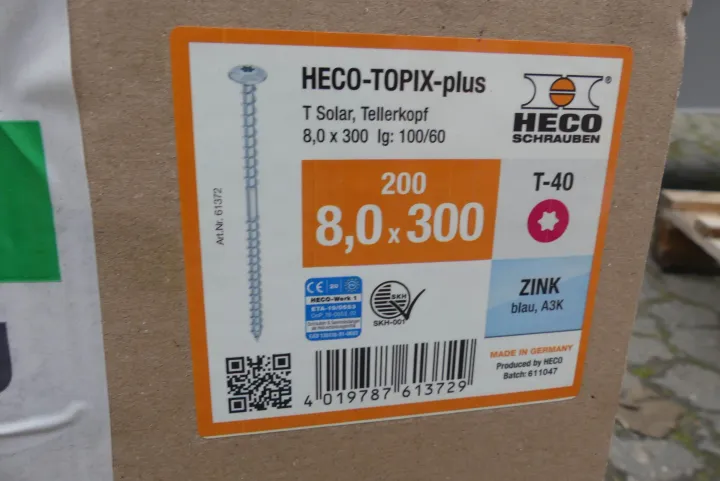 HECO-TOPIX-plus
T Solar, Tellerkopf
8,0 x 300 lg: 100/60
HECO®
SCHRAUBEN
200
8,0 x 300
T-40
Art.Nr. 61372
ZINK
blau, A3K
CE
HECO-Werk 1
SKH
SKH-001
MADE IN GERMANY
Produced by HECO
Batch: 611047
4 019787 613729